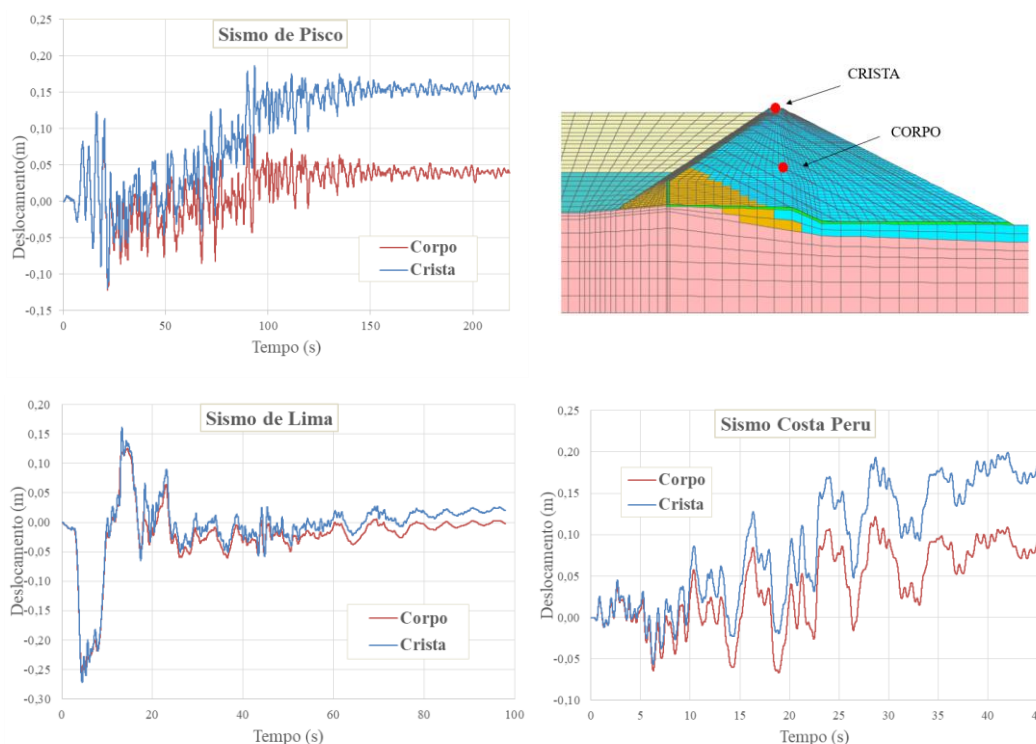 Sismo de Pisco
0,20
0,15
0,10
0,05
0,00
-0,05
-0,10
-0,15
Deslocamento(m)
Corpo
Crista
0
50
100
150
200
Tempo (s)
CRISTA
CORPO
Sismo de Lima
0,20
0,15
0,10
0,05
0,00
-0,05
-0,10
-0,15
-0,20
-0,25
-0,30
Deslocamento (m)
Corpo
Crista
0
20
40
60
80
100
Tempo (s)
Sismo Costa Peru
0,25
0,20
0,15
0,10
0,05
0,00
-0,05
-0,10
Deslocamento (m)
Corpo
Crista
0
5
10
15
20
25
30
35
40
45
Tempo (s)